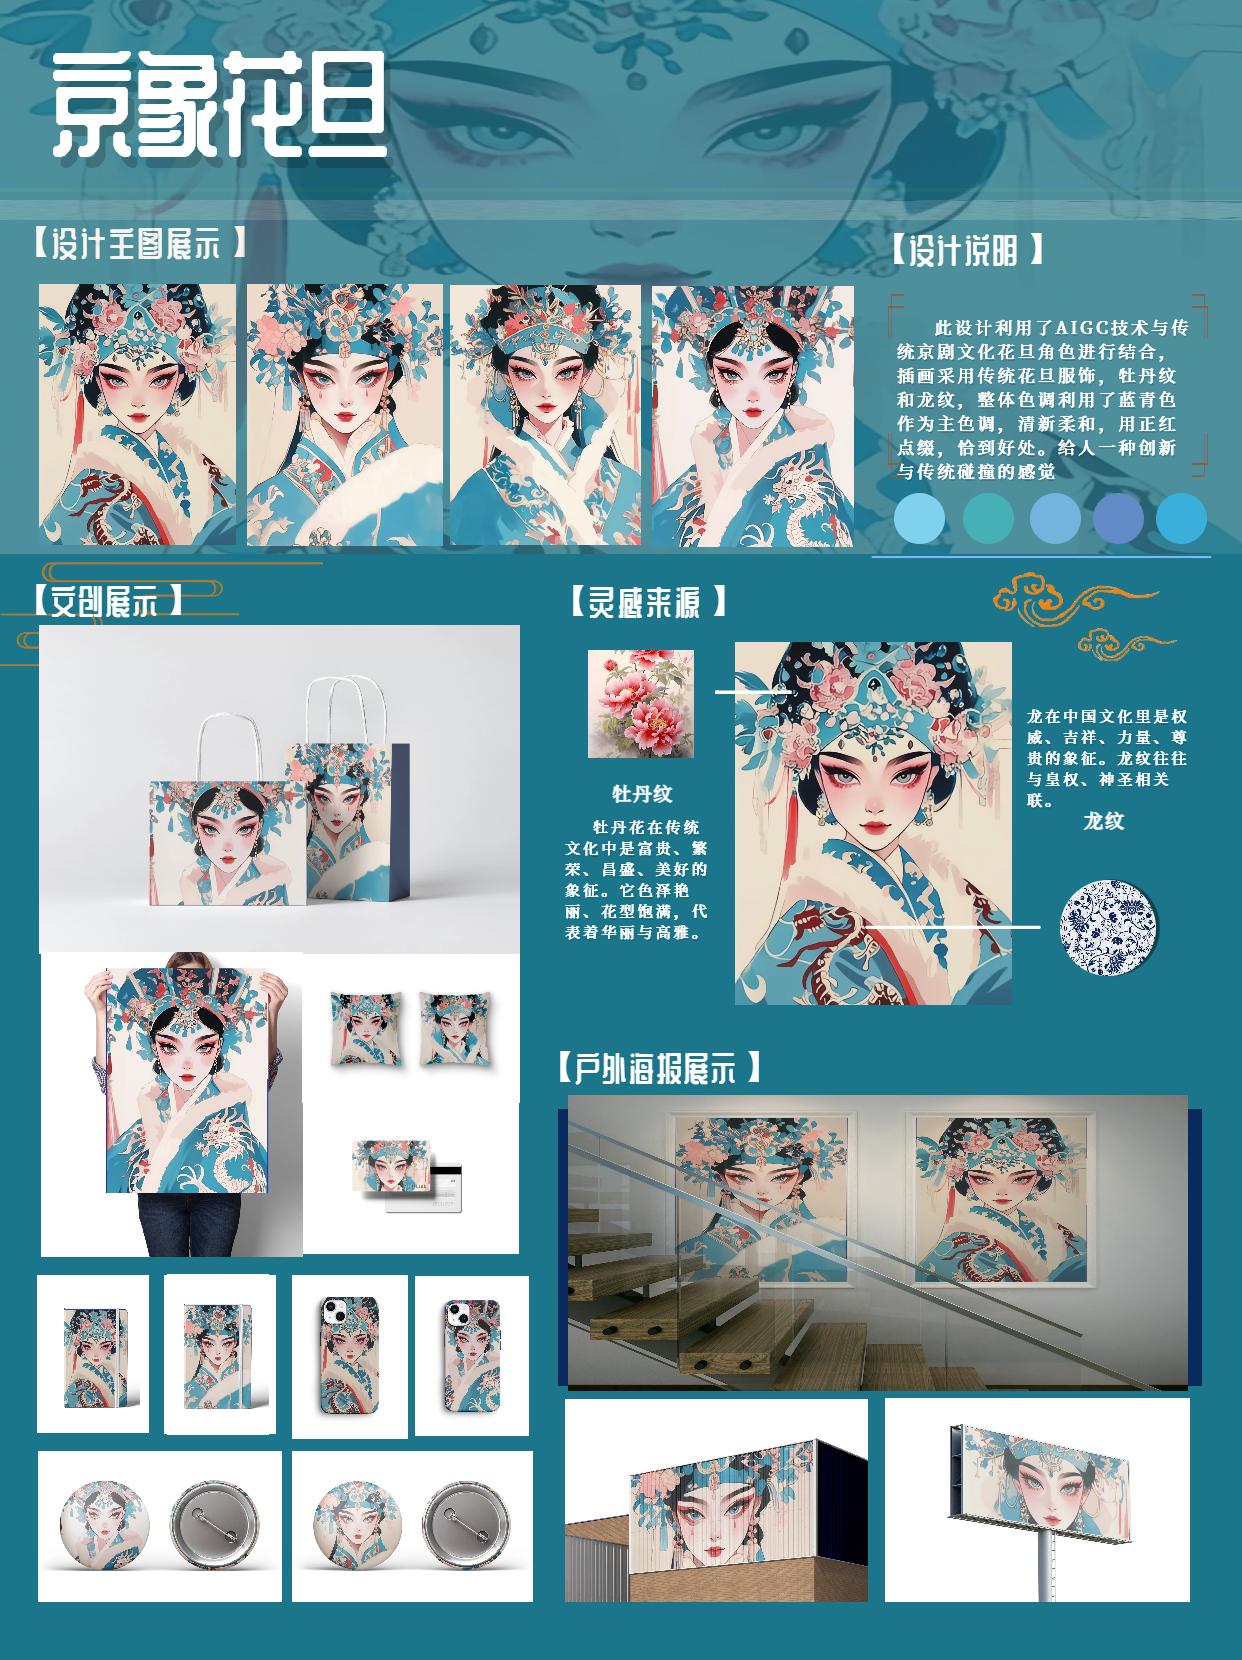 京象花旦
【设计主图展示 】
【设计说明 】
此设计利用了AIGC技术与传
统京剧文化花旦角色进行结合，
插画采用传统花旦服饰，牡丹纹
和龙纹，整体色调利用了蓝青色
作为主色调，清新柔和，用正红
点缀，恰到好处。给人一种创新
与传统碰撞的感觉
【文创展示 】
【灵感来源 】
牡丹纹
牡丹花在传统
文化中是富贵、繁
荣、昌盛、美好的
象征。它色泽艳
丽、花型饱满，代
表着华丽与高雅。
龙在中国文化里是权
威、吉祥、力量、尊
贵的象征。龙纹往往
与皇权、神圣相关
联。
龙纹
【户外海报展示 】